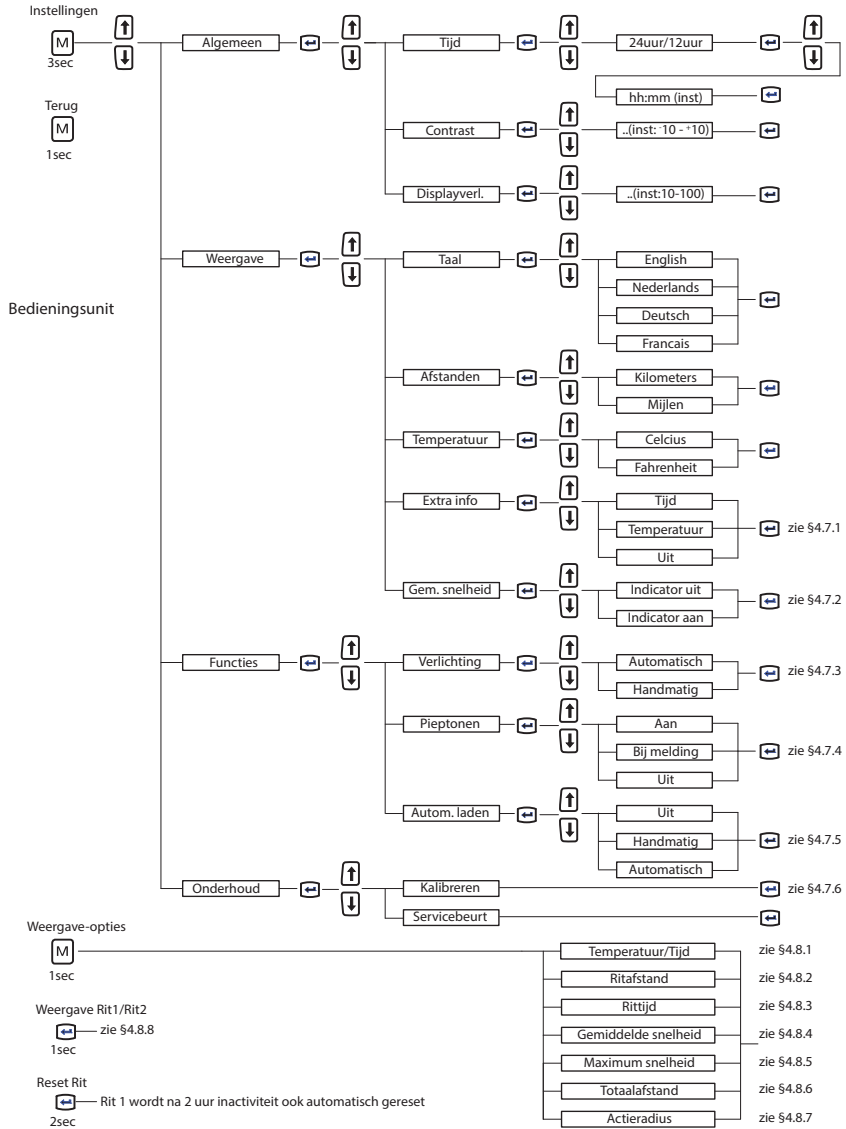 Instellingen
M
3sec
Algemeen
Tijd
24uur/12uur
hh:mm (inst)
Terug
M
1sec
Contrast
..(inst: -10 - +10)
Displayverl.
..(inst:10-100)
Weergave
Taal
English
Nederlands
Deutsch
Francais
Bedieningsunit
Afstanden
Kilometers
Mijlen
Temperatuur
Celcius
Fahrenheit
Extra info
Tijd
Temperatuur
Uit
zie §4.7.1
Gem. snelheid
Indicator uit
Indicator aan
zie §4.7.2
Functies
Verlichting
Automatisch
Handmatig
zie §4.7.3
Pieptonen
Aan
Bij melding
Uit
zie §4.7.4
Autom. laden
Uit
Handmatig
Automatisch
zie §4.7.5
Onderhoud
Kalibreren
zie §4.7.6
Servicebeurt
Weergave-opties
M
1sec
Temperatuur/Tijd zie §4.8.1
Ritafstand zie §4.8.2
Rittijd zie §4.8.3
Gemiddelde snelheid zie §4.8.4
Maximum snelheid zie §4.8.5
Totaalafstand zie §4.8.6
Actieradius zie §4.8.7
Weergave Rit1/Rit2
zie §4.8.8
1sec
Reset Rit
Rit 1 wordt na 2 uur inactiviteit ook automatisch gereset
2sec